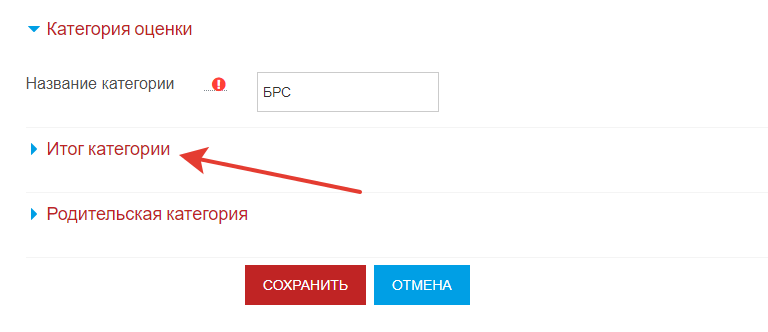 Категория оценки
Название категории
БРС
Итог категории
Родительская категория
СОХРАНИТЬ ОТМЕНА